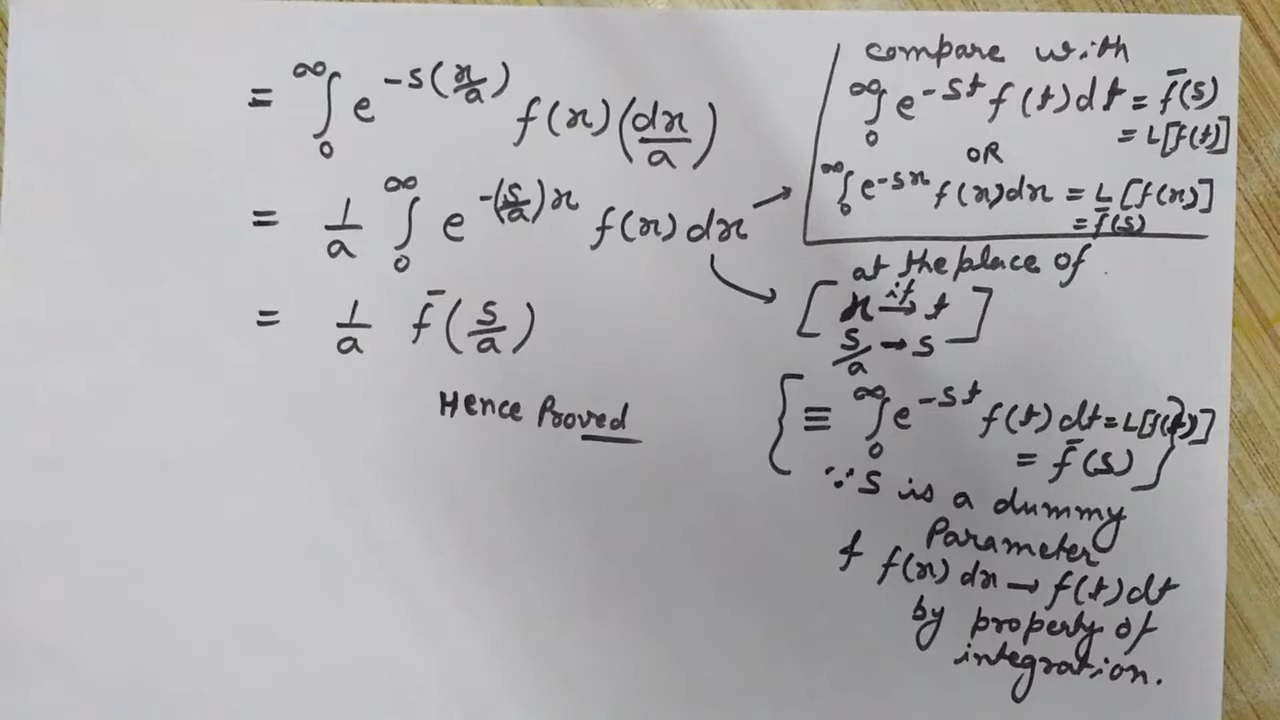 = ∞∫0 e^-s(x/a) f(x)(dx/a)
= 1/a ∞∫0 e^-(s/a)x f(x) dx
= 1/a f̄(s/a)
Hence Proved
compare with
∞∫0 e^-st f(t)dt = f̄(s)
= L[f(t)]
OR
∞∫0 e^-sx f(x)dx = L[f(x)]
= f̄(s)
at the place of
[x → it t]
s/a → s
{≡ ∞∫0 e^-st f(t) dt = L[f(t)]
= f̄(s)}
∵ s is a dummy
Parameter
f f(x) dx → f(t)dt
by property of
integration.